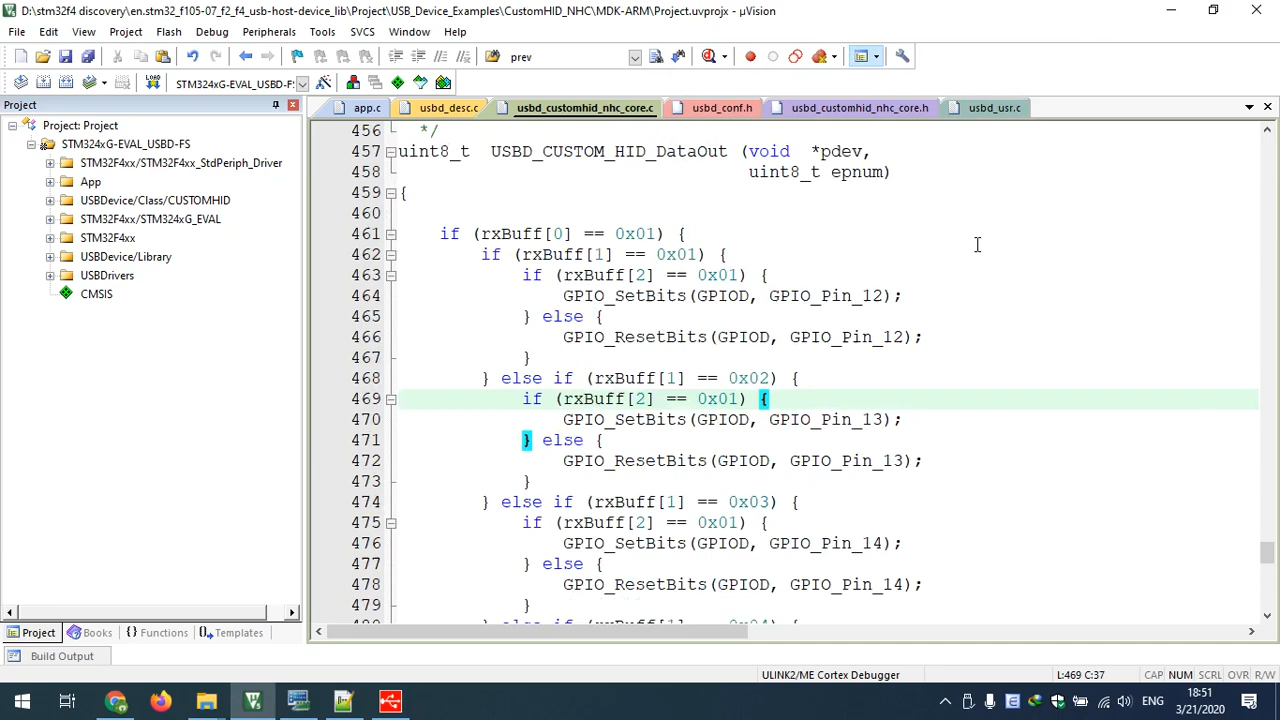 D:\stm32f4 discovery\en.stm32_f105-07_f2_f4_usb-host-device_lib\Project\USB_Device_Examples\CustomHID_NHC\MDK-ARM\Project.uvprojx - µVision
File Edit View Project Flash Debug Peripherals Tools SVCS Window Help
prev
STM324xG-EVAL_USBD-F:
Project
app.c usbd_desc.c usbd_customhid_nhc_core.c usbd_conf.h usbd_customhid_nhc_core.h usbd_usr.c
Project: Project
STM324xG-EVAL_USBD-FS
STM32F4xx/STM32F4xx_StdPeriph_Driver
App
USBDevice/Class/CUSTOMHID
STM32F4xx/STM324xG_EVAL
STM32F4xx
USBDevice/Library
USBDrivers
CMSIS
456 */
457 uint8_t USBD_CUSTOM_HID_DataOut (void *pdev,
458 uint8_t epnum)
459 {
460
461 if (rxBuff[0] == 0x01) {
462 if (rxBuff[1] == 0x01) {
463 if (rxBuff[2] == 0x01) {
464 GPIO_SetBits(GPIOD, GPIO_Pin_12);
465 } else {
466 GPIO_ResetBits(GPIOD, GPIO_Pin_12);
467 }
468 } else if (rxBuff[1] == 0x02) {
469 if (rxBuff[2] == 0x01) {
470 GPIO_SetBits(GPIOD, GPIO_Pin_13);
471 } else {
472 GPIO_ResetBits(GPIOD, GPIO_Pin_13);
473 }
474 } else if (rxBuff[1] == 0x03) {
475 if (rxBuff[2] == 0x01) {
476 GPIO_SetBits(GPIOD, GPIO_Pin_14);
477 } else {
478 GPIO_ResetBits(GPIOD, GPIO_Pin_14);
479 }
Project Books {} Functions Templates
Build Output
ULINK2/ME Cortex Debugger L:469 C:37 CAP NUM SCRL OVR R/W
ENG
18:51
3/21/2020